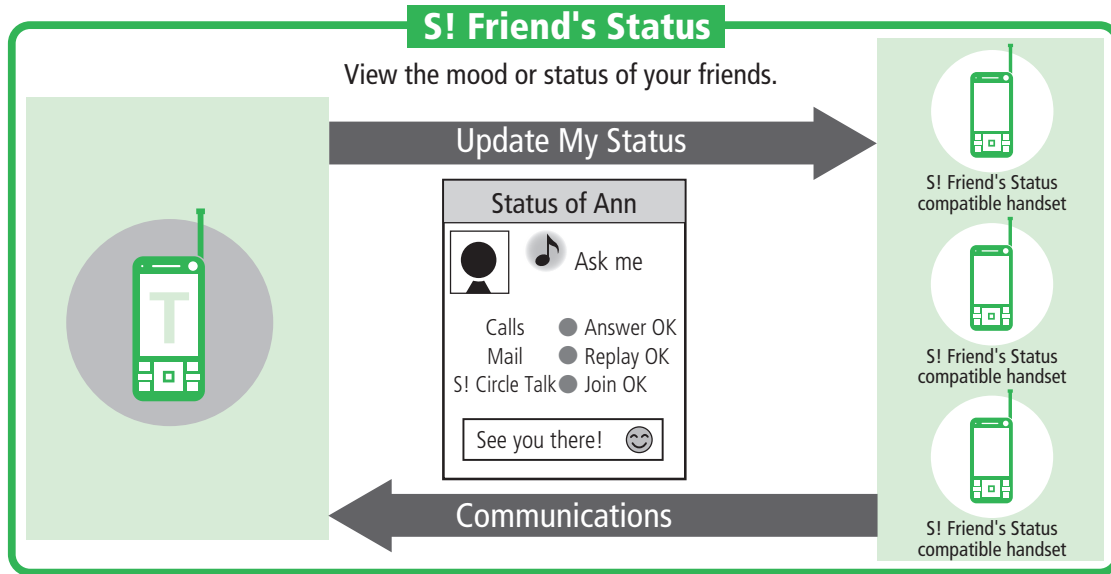 S! Friend's Status
View the mood or status of your friends.
Update My Status
Status of Ann
Ask me
Calls Answer OK
Mail Replay OK
S! Circle Talk Join OK
See you there!
Communications
T
S! Friend's Status
compatible handset
S! Friend's Status
compatible handset
S! Friend's Status
compatible handset